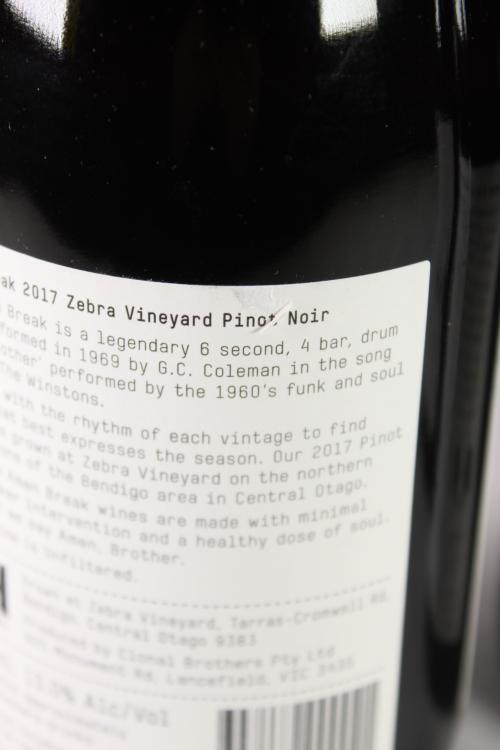 ak 2017 Zebra Vineyard Pinot Noir
Break is a legendary 6 second, 4 bar, drum
formed in 1969 by G.C. Coleman in the song
other' performed by the 1960's funk and soul
The Winstons.
with the rhythm of each vintage to find
at best expresses the season. Our 2017 Pinot
grown at Zebra Vineyard on the northern
of the Bendigo area in Central Otago.
Amen Break wines are made with minimal
intervention and a healthy dose of soul.
we say Amen, Brother.
is unfiltered.
Grown at Zebra Vineyard, Tarras-Cromwell Rd,
Bendigo, Central Otago 9383
Produced by Clonal Brothers Pty Ltd
Monument Rd, Lancefield, VIC 3435
% Alc/Vol